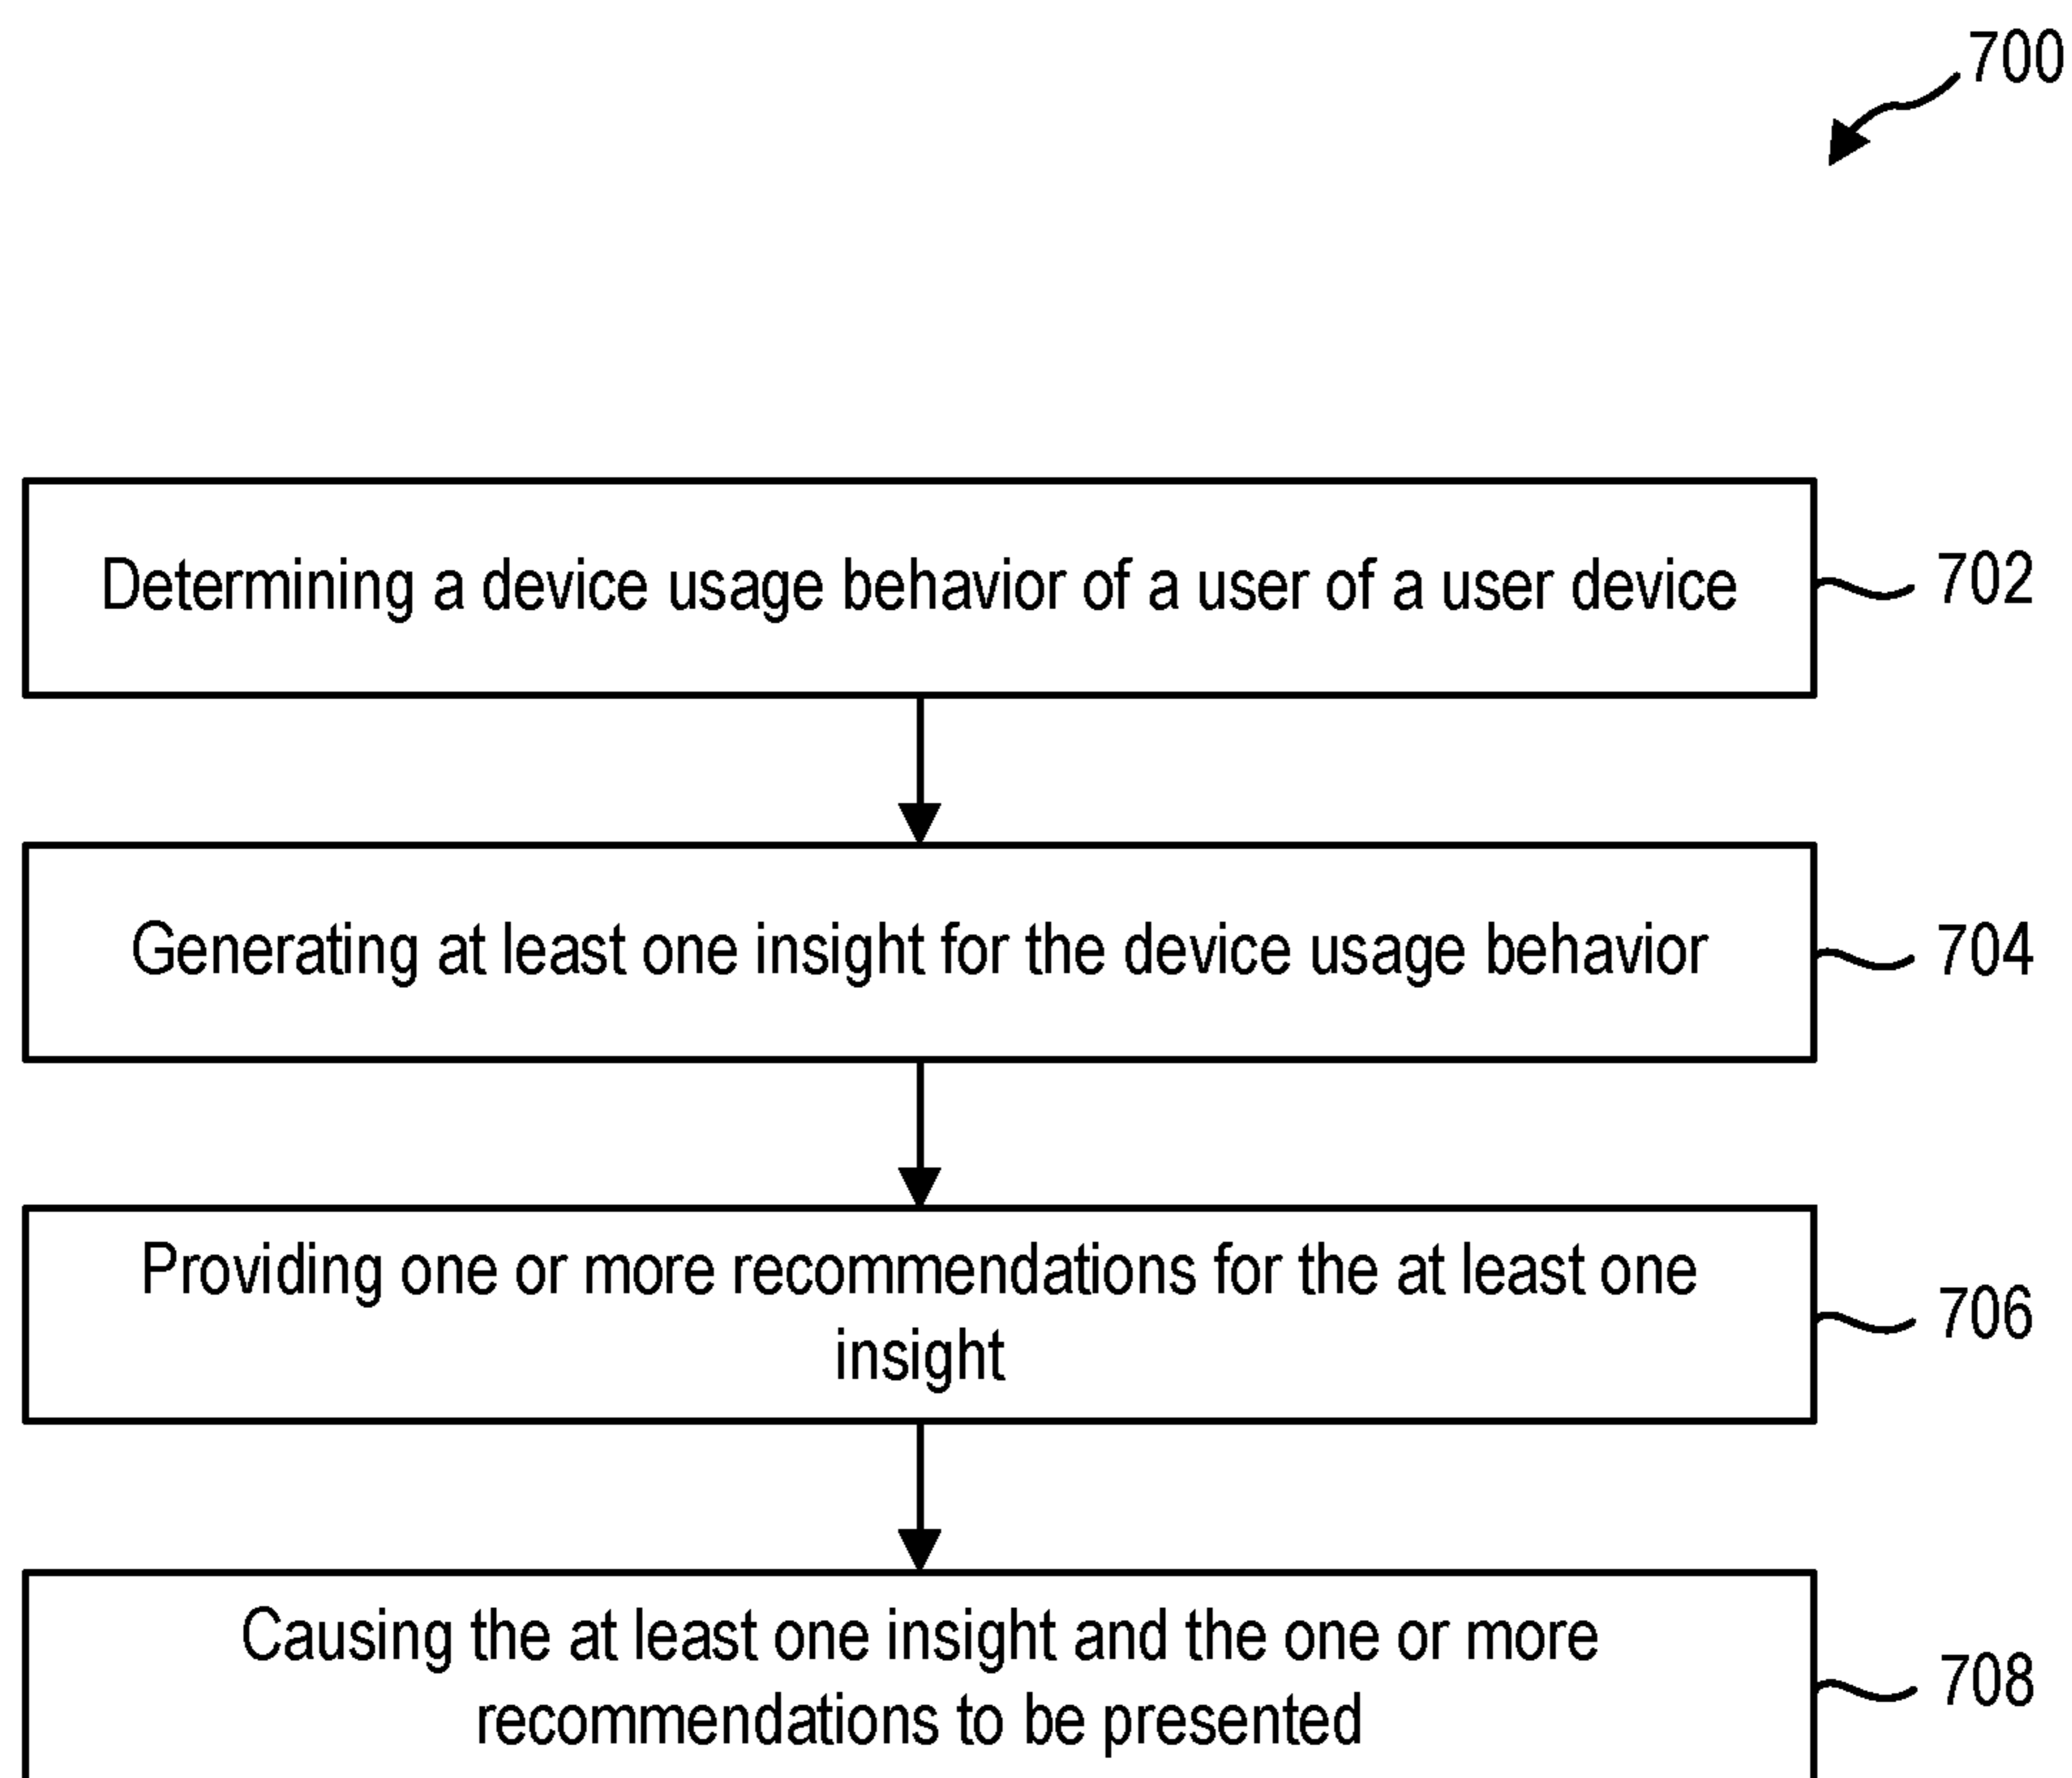 700
Determining a device usage behavior of a user of a user device
702
Generating at least one insight for the device usage behavior
704
Providing one or more recommendations for the at least one
insight
706
Causing the at least one insight and the one or more
recommendations to be presented
708